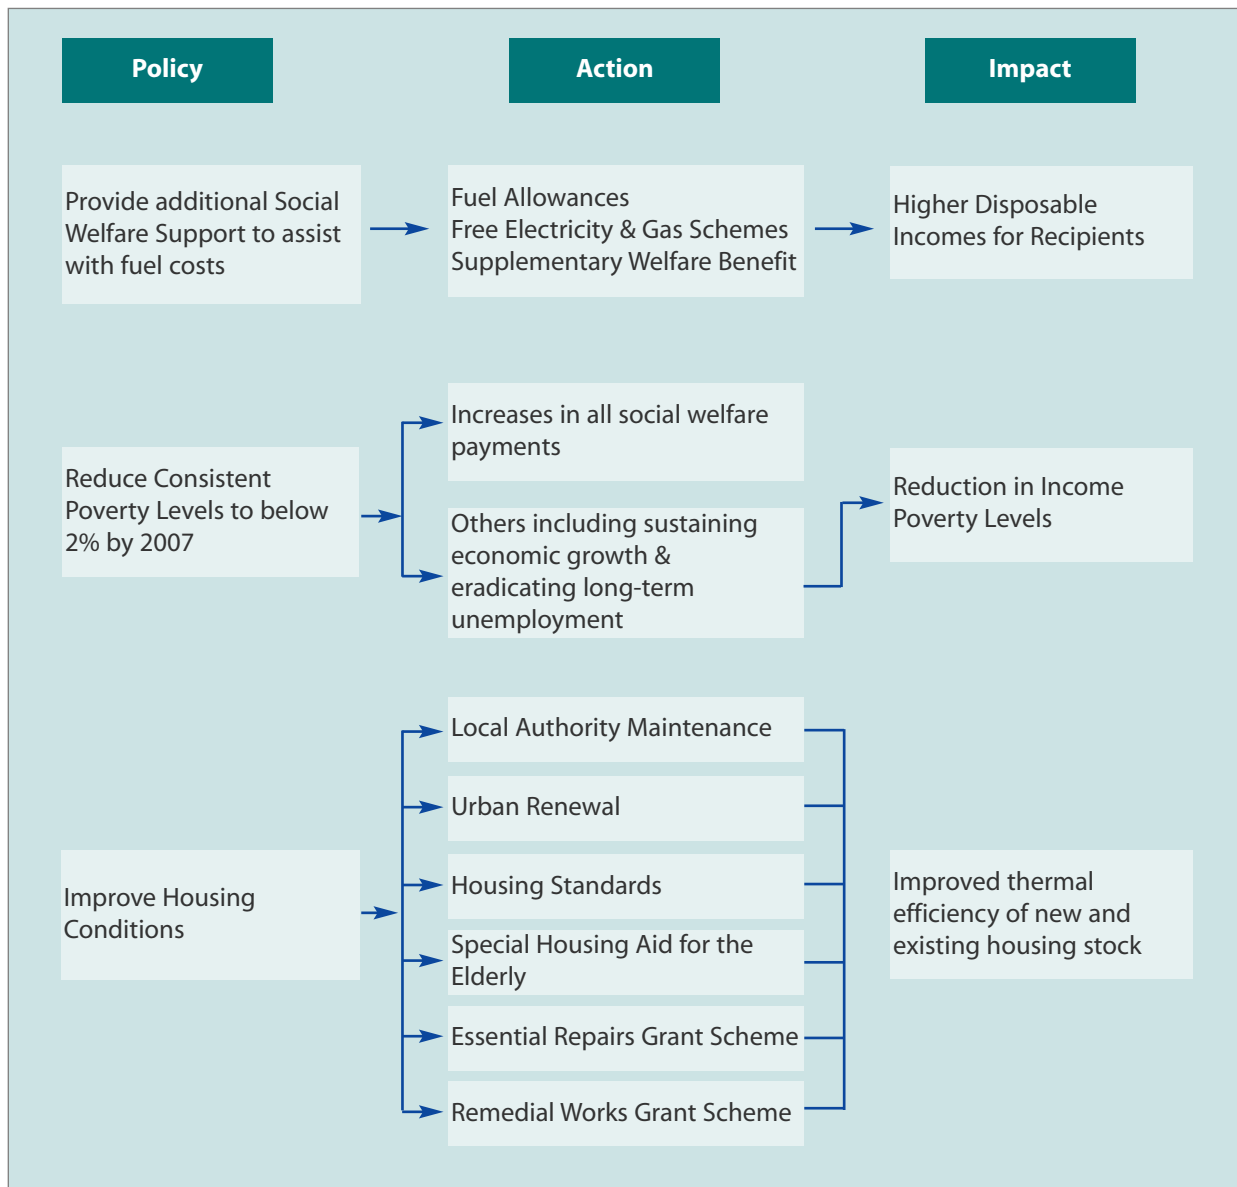 Policy
Action
Impact
Provide additional Social
Welfare Support to assist
with fuel costs
Fuel Allowances
Free Electricity & Gas Schemes
Supplementary Welfare Benefit
Higher Disposable
Incomes for Recipients
Reduce Consistent
Poverty Levels to below
2% by 2007
Increases in all social welfare
payments
Others including sustaining
economic growth &
eradicating long-term
unemployment
Reduction in Income
Poverty Levels
Improve Housing
Conditions
Local Authority Maintenance
Urban Renewal
Housing Standards
Special Housing Aid for the
Elderly
Essential Repairs Grant Scheme
Remedial Works Grant Scheme
Improved thermal
efficiency of new and
existing housing stock